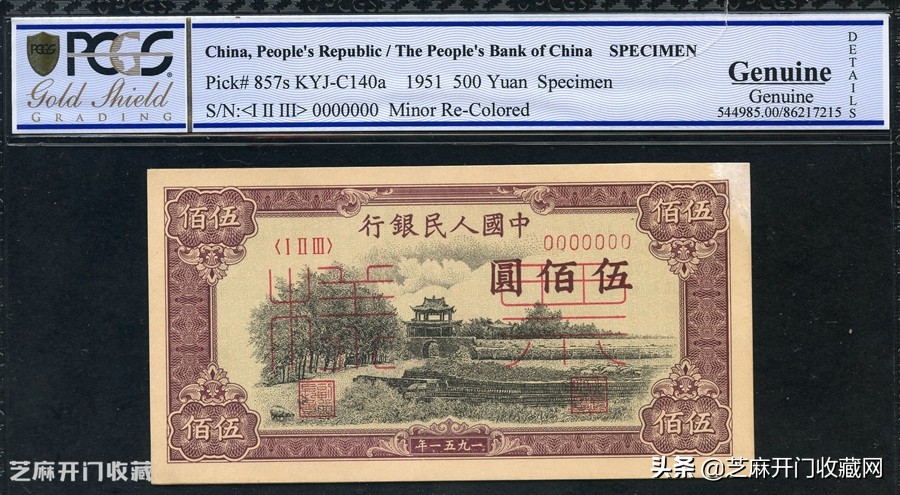 PCGS
PCGS
Gold Shield
GRADING
China, People's Republic / The People's Bank of China SPECIMEN
Pick# 857s KYJ-C140a 1951 500 Yuan Specimen
S/N:<I II III> 0000000 Minor Re-Colored
Genuine
Genuine
544985.00/86217215
DETAILS
佰伍
佰伍
行銀民人國中
〈I II III〉
0000000
圓佰伍
票樣
佰伍
佰伍
年一五九一
芝麻开门收藏
头条 @芝麻开门收藏网